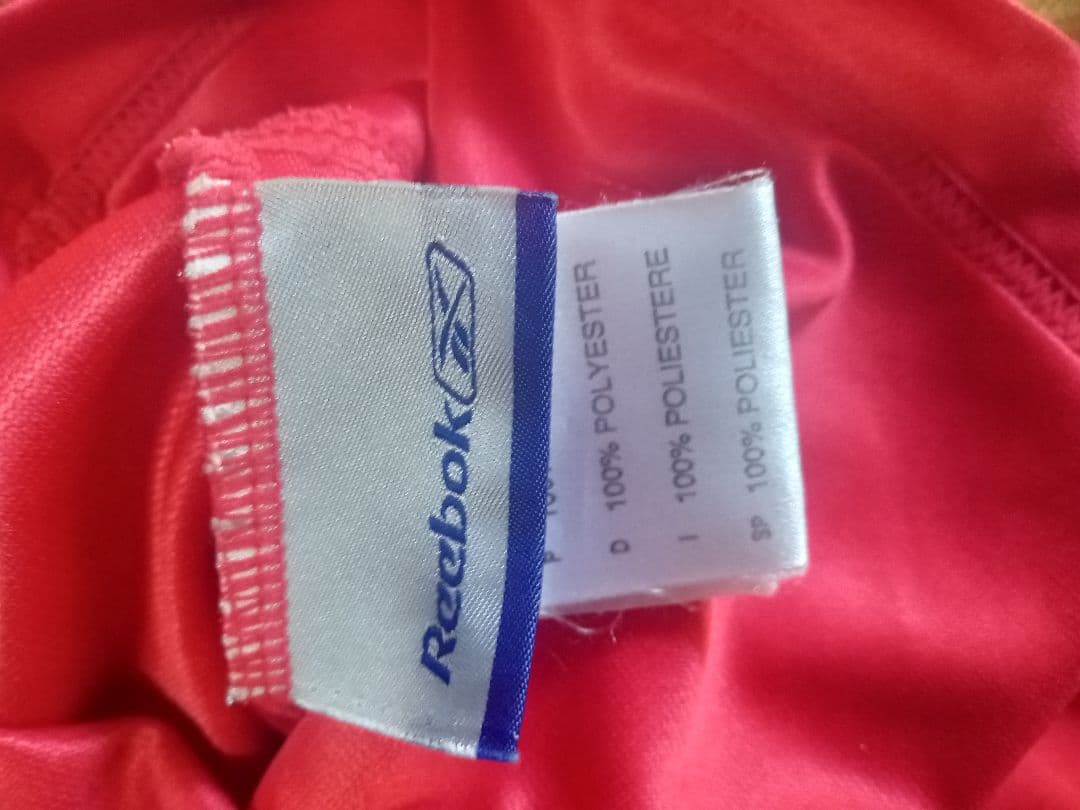 Reebok
D 100% POLYESTER
I 100% POLIESTERE
SP 100% POLIESTER